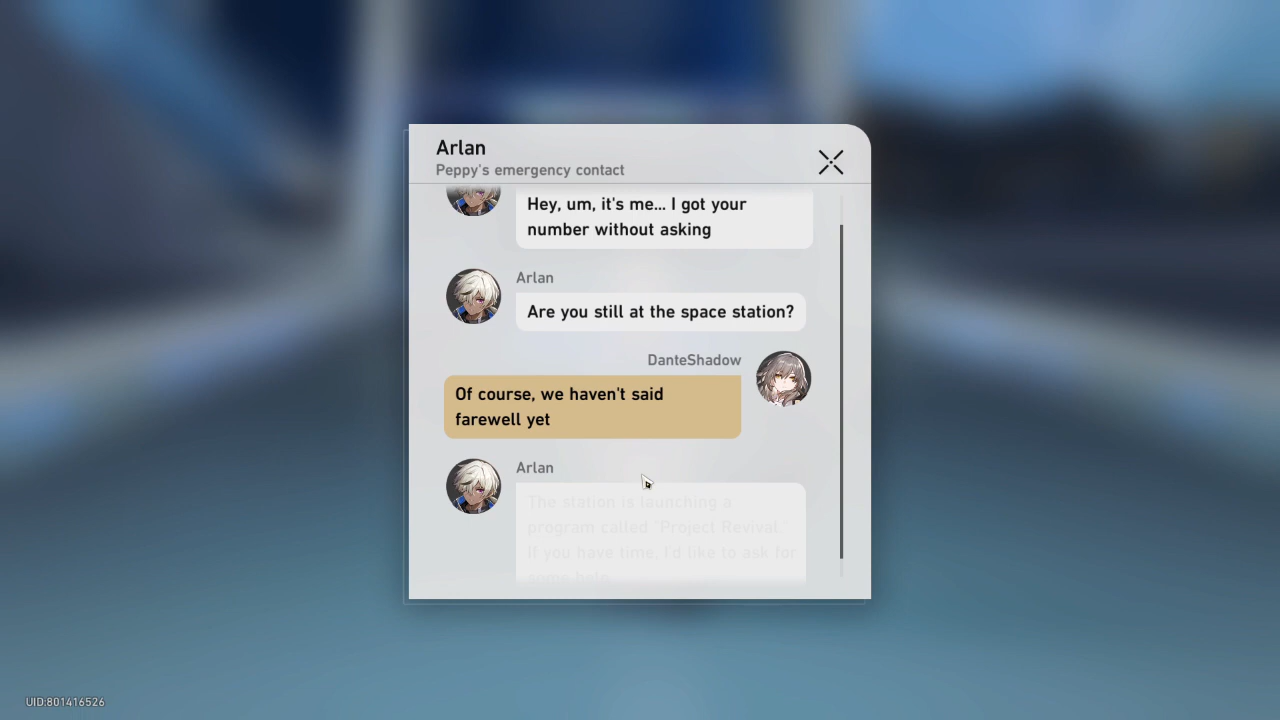 Arlan
Peppy's emergency contact
Hey, um, it's me... I got your
number without asking
Arlan
Are you still at the space station?
DanteShadow
Of course, we haven't said
farewell yet
Arlan
The station is launching a
program called "Project Revival."
If you have time, I'd like to ask for
some help
UID:801416526